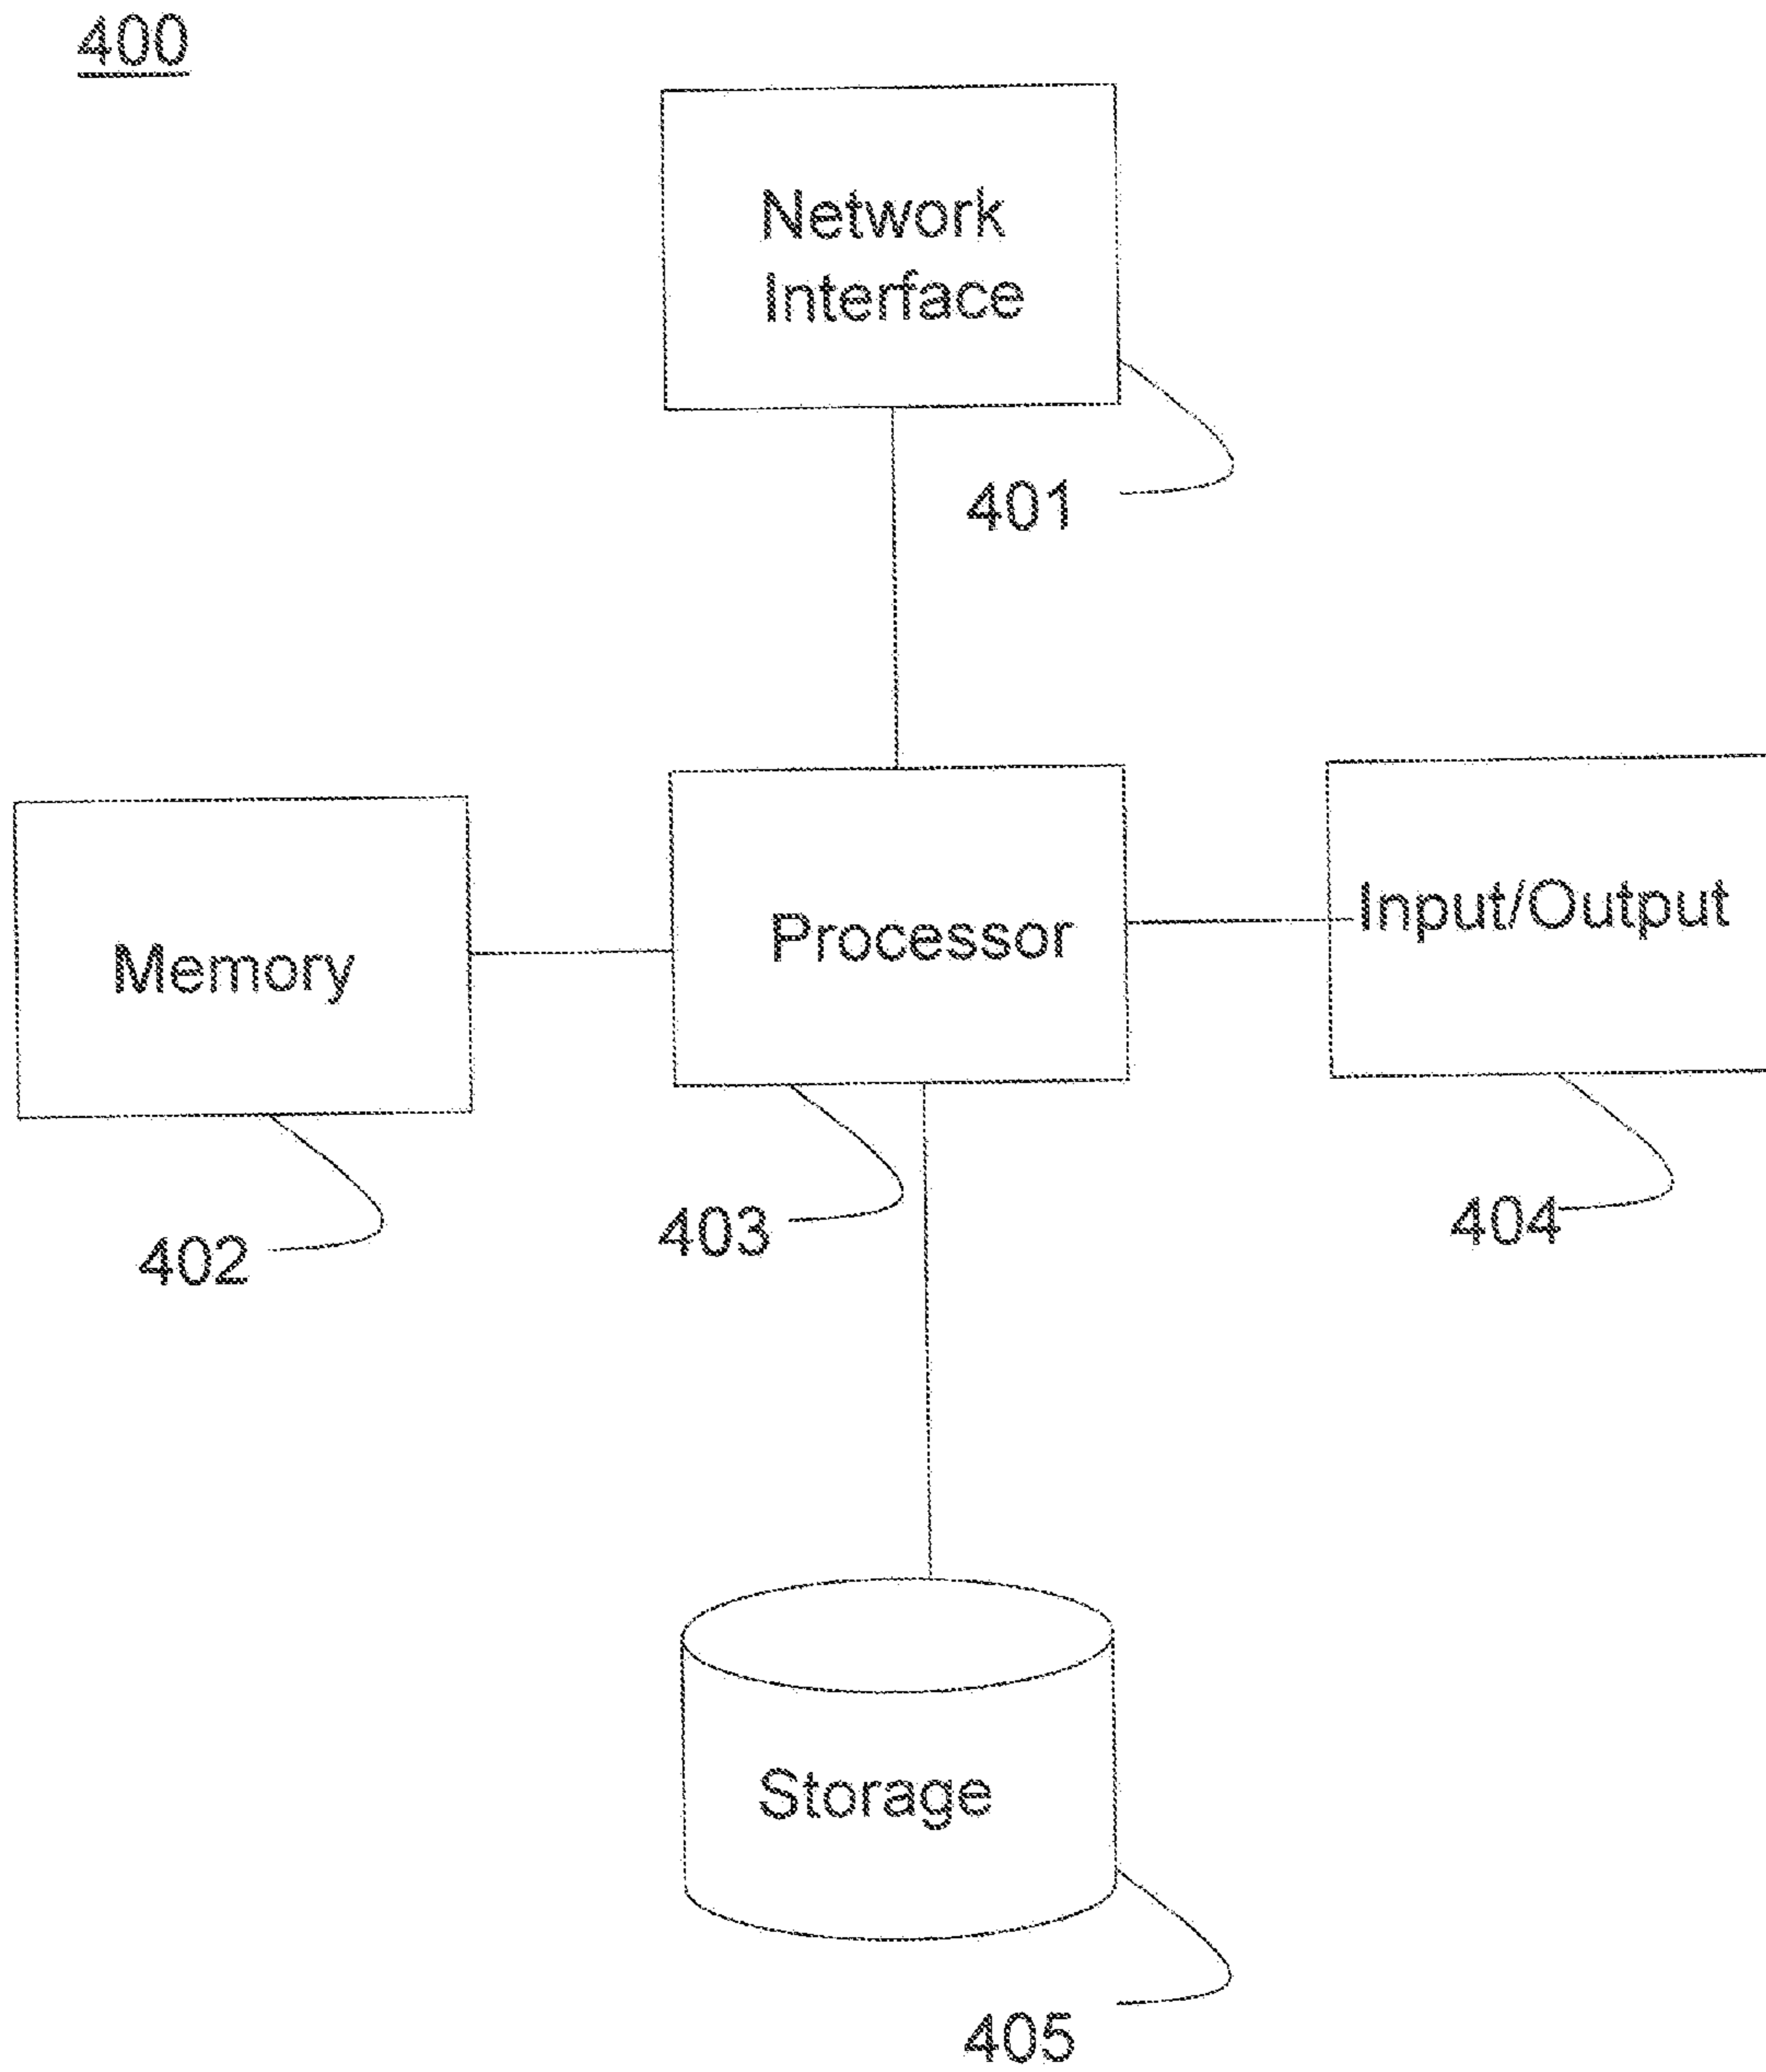 400
Network
Interface
401
Memory
Processor
Input/Output
402
403
404
Storage
405